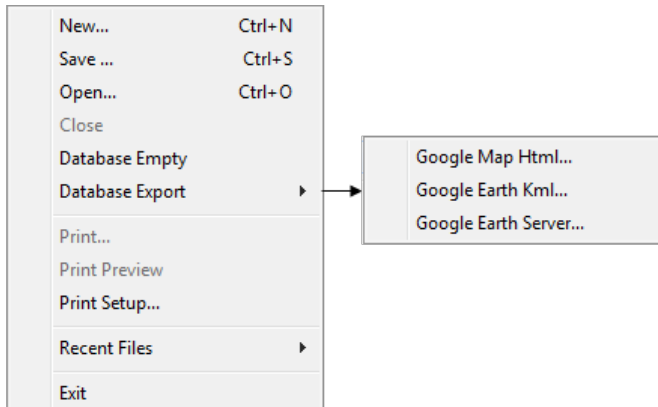 New... Ctrl+N
Save ... Ctrl+S
Open... Ctrl+O
Close
Database Empty
Database Export
Google Map Html...
Google Earth Kml...
Google Earth Server...
Print...
Print Preview
Print Setup...
Recent Files
Exit